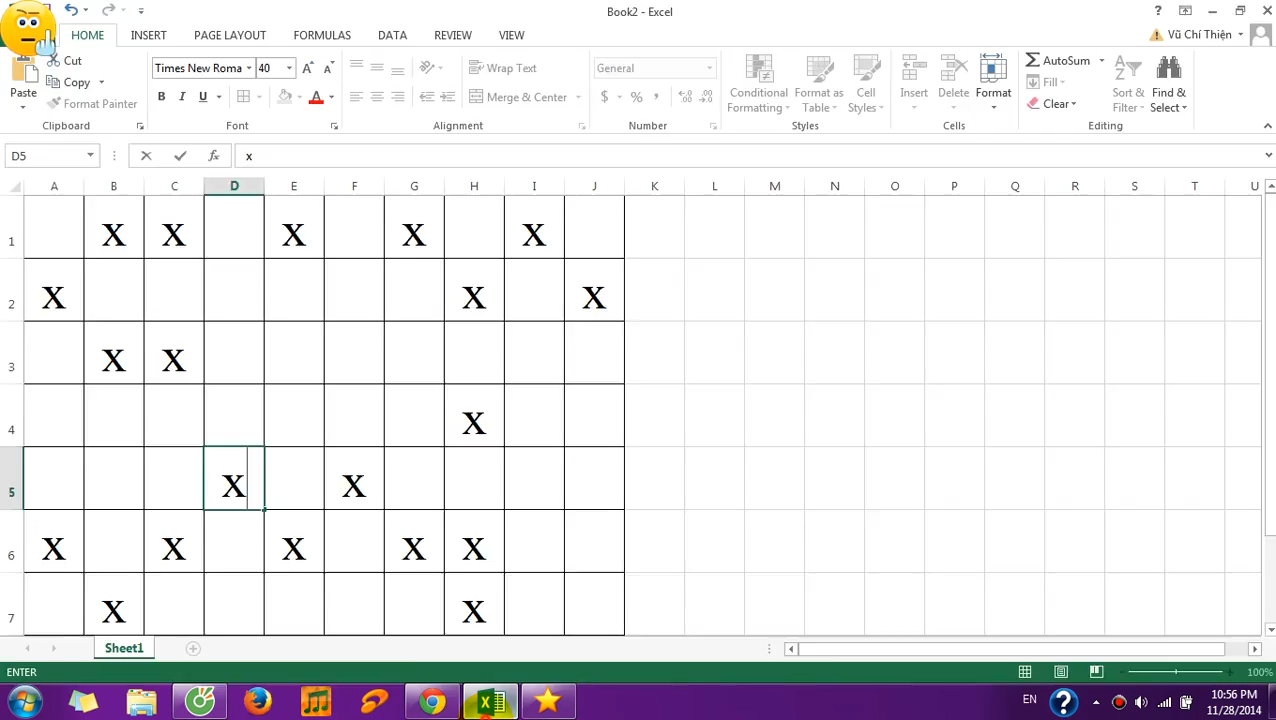 Book2 - Excel
?
HOME INSERT PAGE LAYOUT FORMULAS DATA REVIEW VIEW
Vũ Chí Thiện
Paste
Cut
Copy
Format Painter
Clipboard
Times New Roma 40
B I U
Font
Wrap Text
Merge & Center
Alignment
General
$ % ,
Number
Conditional Formatting
Format as Table
Cell Styles
Styles
Insert Delete Format
Cells
AutoSum
Fill
Clear
Sort & Filter
Find & Select
Editing
D5
fx
x
A B C D E F G H I J K L M N O P Q R S T U
1 X X X X X
2 X X X
3 X X
4 X
5 X X
6 X X X X X
7 X X
Sheet1
ENTER
100%
EN
?
10:56 PM
11/28/2014